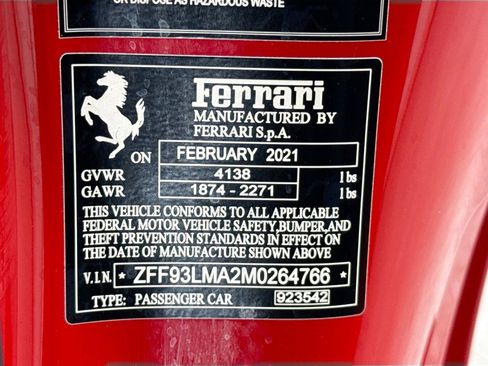 OR DISPOSE AS HAZARDOUS WASTE
Ferrari
MANUFACTURED BY
FERRARI S.p.A.
ON FEBRUARY 2021
GVWR 4138 lbs
GAWR 1874 - 2271 lbs
THIS VEHICLE CONFORMS TO ALL APPLICABLE
FEDERAL MOTOR VEHICLE SAFETY,BUMPER,AND
THEFT PREVENTION STANDARDS IN EFFECT ON
THE DATE OF MANUFACTURE SHOWN ABOVE
V.I.N. * ZFF93LMA2M0264766 *
TYPE: PASSENGER CAR 923542